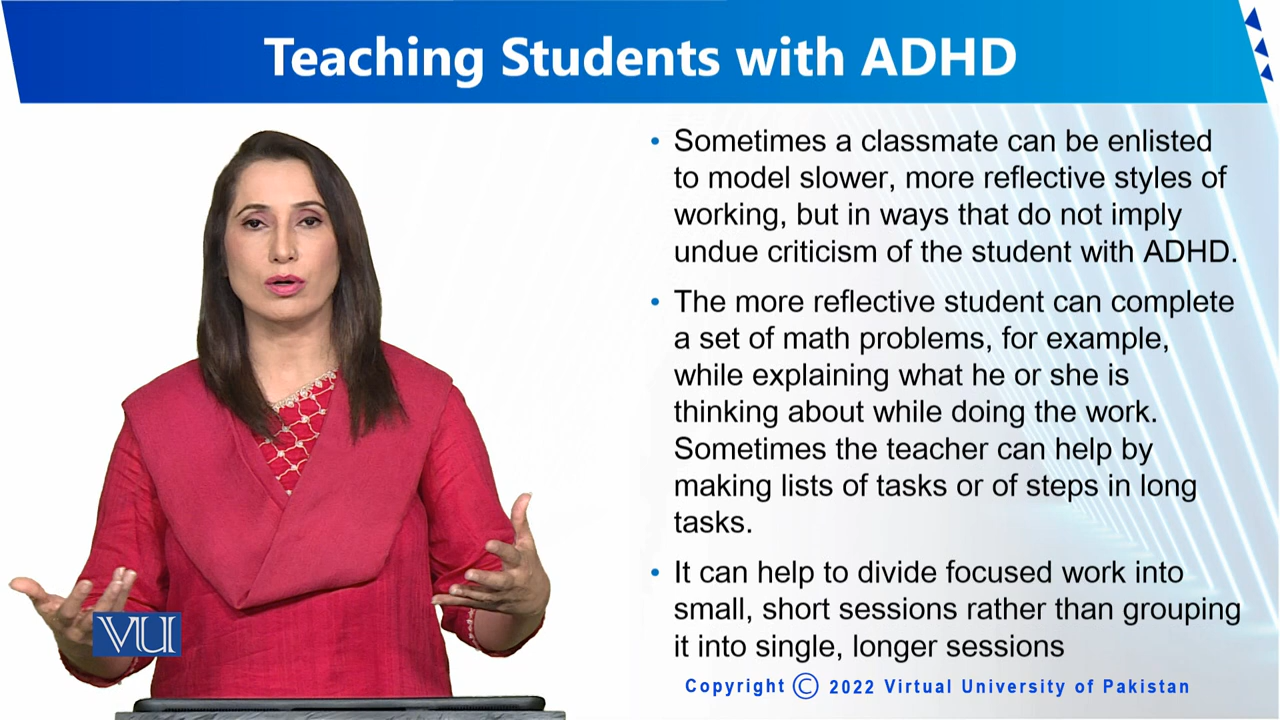 Teaching Students with ADHD
• Sometimes a classmate can be enlisted
to model slower, more reflective styles of
working, but in ways that do not imply
undue criticism of the student with ADHD.
• The more reflective student can complete
a set of math problems, for example,
while explaining what he or she is
thinking about while doing the work.
Sometimes the teacher can help by
making lists of tasks or of steps in long
tasks.
• It can help to divide focused work into
small, short sessions rather than grouping
it into single, longer sessions
VU
Copyright © 2022 Virtual University of Pakistan